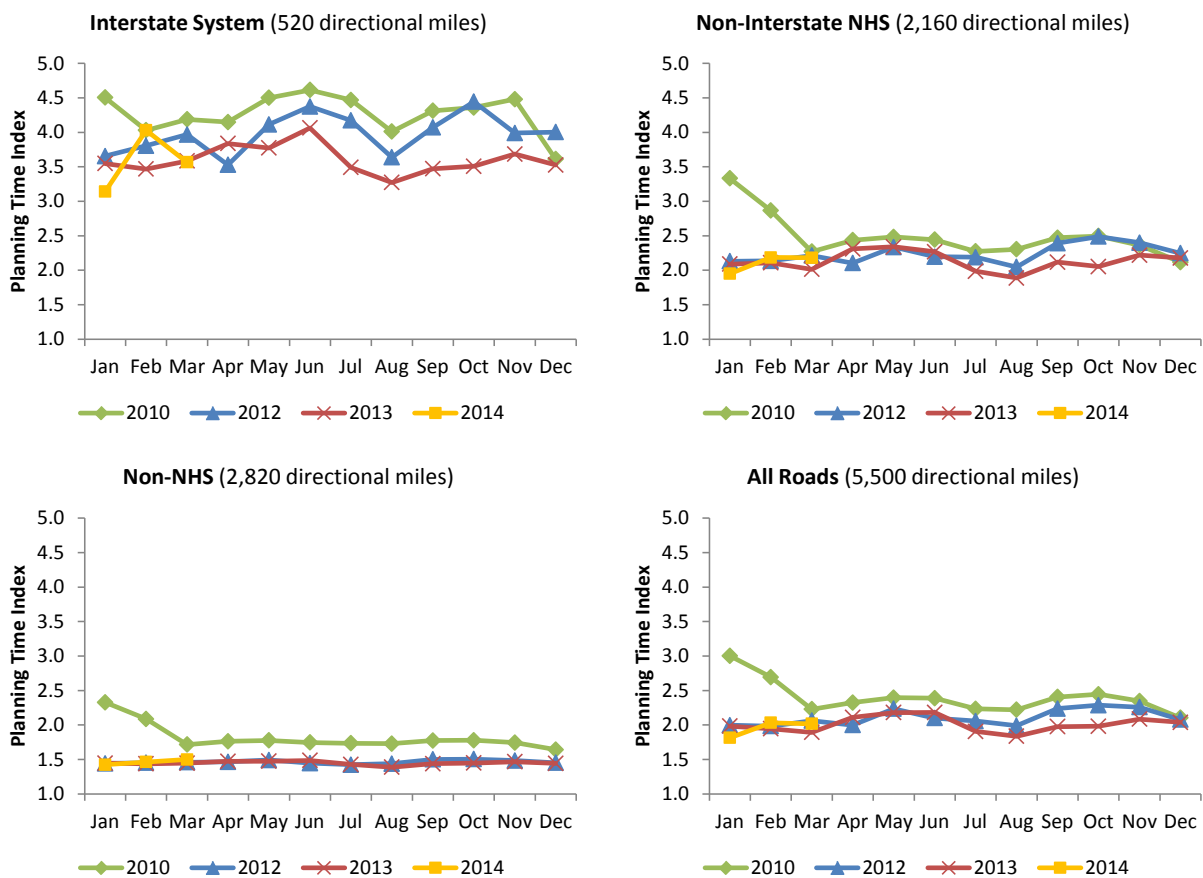 Interstate System (520 directional miles)
5.0
4.5
4.0
3.5
3.0
2.5
2.0
1.5
1.0
Planning Time Index
Jan Feb Mar Apr May Jun Jul Aug Sep Oct Nov Dec
2010 2012 2013 2014
Non-Interstate NHS (2,160 directional miles)
5.0
4.5
4.0
3.5
3.0
2.5
2.0
1.5
1.0
Planning Time Index
Jan Feb Mar Apr May Jun Jul Aug Sep Oct Nov Dec
2010 2012 2013 2014
Non-NHS (2,820 directional miles)
5.0
4.5
4.0
3.5
3.0
2.5
2.0
1.5
1.0
Planning Time Index
Jan Feb Mar Apr May Jun Jul Aug Sep Oct Nov Dec
2010 2012 2013 2014
All Roads (5,500 directional miles)
5.0
4.5
4.0
3.5
3.0
2.5
2.0
1.5
1.0
Planning Time Index
Jan Feb Mar Apr May Jun Jul Aug Sep Oct Nov Dec
2010 2012 2013 2014